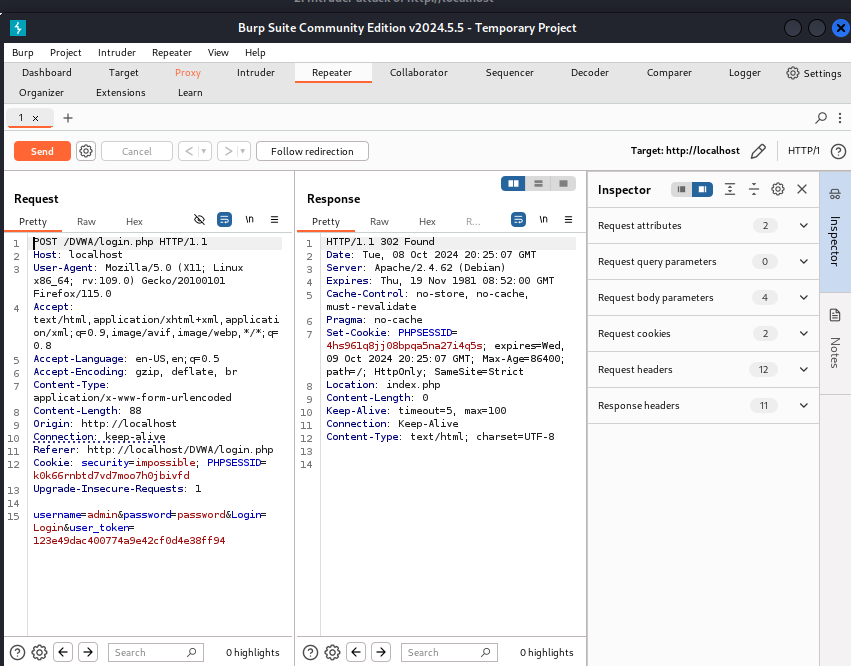 Burp Suite Community Edition v2024.5.5 - Temporary Project
Burp Project Intruder Repeater View Help
Dashboard Target Proxy Intruder Repeater Collaborator Sequencer Decoder Comparer Logger Settings
Organizer Extensions Learn
1 × +
Send Cancel < > Follow redirection Target: http://localhost HTTP/1 ?
Request
Pretty Raw Hex \n
1 POST /DVWA/login.php HTTP/1.1
2 Host: localhost
3 User-Agent: Mozilla/5.0 (X11; Linux
x86_64; rv:109.0) Gecko/20100101
Firefox/115.0
4 Accept:
text/html,application/xhtml+xml,applicati
on/xml;q=0.9,image/avif,image/webp,*/*;q=
0.8
5 Accept-Language: en-US,en;q=0.5
6 Accept-Encoding: gzip, deflate, br
7 Content-Type:
application/x-www-form-urlencoded
8 Content-Length: 88
9 Origin: http://localhost
10 Connection: keep-alive
11 Referer: http://localhost/DVWA/login.php
12 Cookie: security=impossible; PHPSESSID=
k0k66rnbtd7vd7moo7h0jbivfd
13 Upgrade-Insecure-Requests: 1
14
15 username=admin&password=password&Login=
Login&user_token=
123e49dac400774a9e42cf0d4e38ff94
Search 0 highlights
Response
Pretty Raw Hex R... \n
1 HTTP/1.1 302 Found
2 Date: Tue, 08 Oct 2024 20:25:07 GMT
3 Server: Apache/2.4.62 (Debian)
4 Expires: Thu, 19 Nov 1981 08:52:00 GMT
5 Cache-Control: no-store, no-cache,
must-revalidate
6 Pragma: no-cache
7 Set-Cookie: PHPSESSID=
4hs961q8jj08bpqa5na27i4q5s; expires=Wed,
09 Oct 2024 20:25:07 GMT; Max-Age=86400;
path=/; HttpOnly; SameSite=Strict
8 Location: index.php
9 Content-Length: 0
10 Keep-Alive: timeout=5, max=100
11 Connection: Keep-Alive
12 Content-Type: text/html; charset=UTF-8
13
14
Search 0 highlights
Inspector
Request attributes 2
Request query parameters 0
Request body parameters 4
Request cookies 2
Request headers 12
Response headers 11
Inspector
Notes